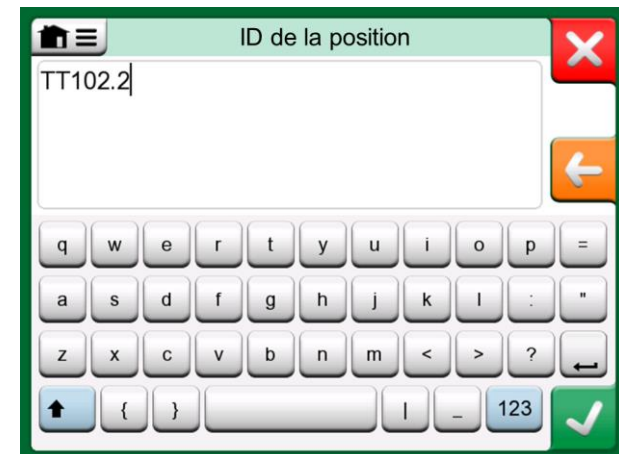 ID de la position
TT102.2
q w e r t y u i o p =
a s d f g h j k l : "
z x c v b n m < > ?
{ } | _ 123